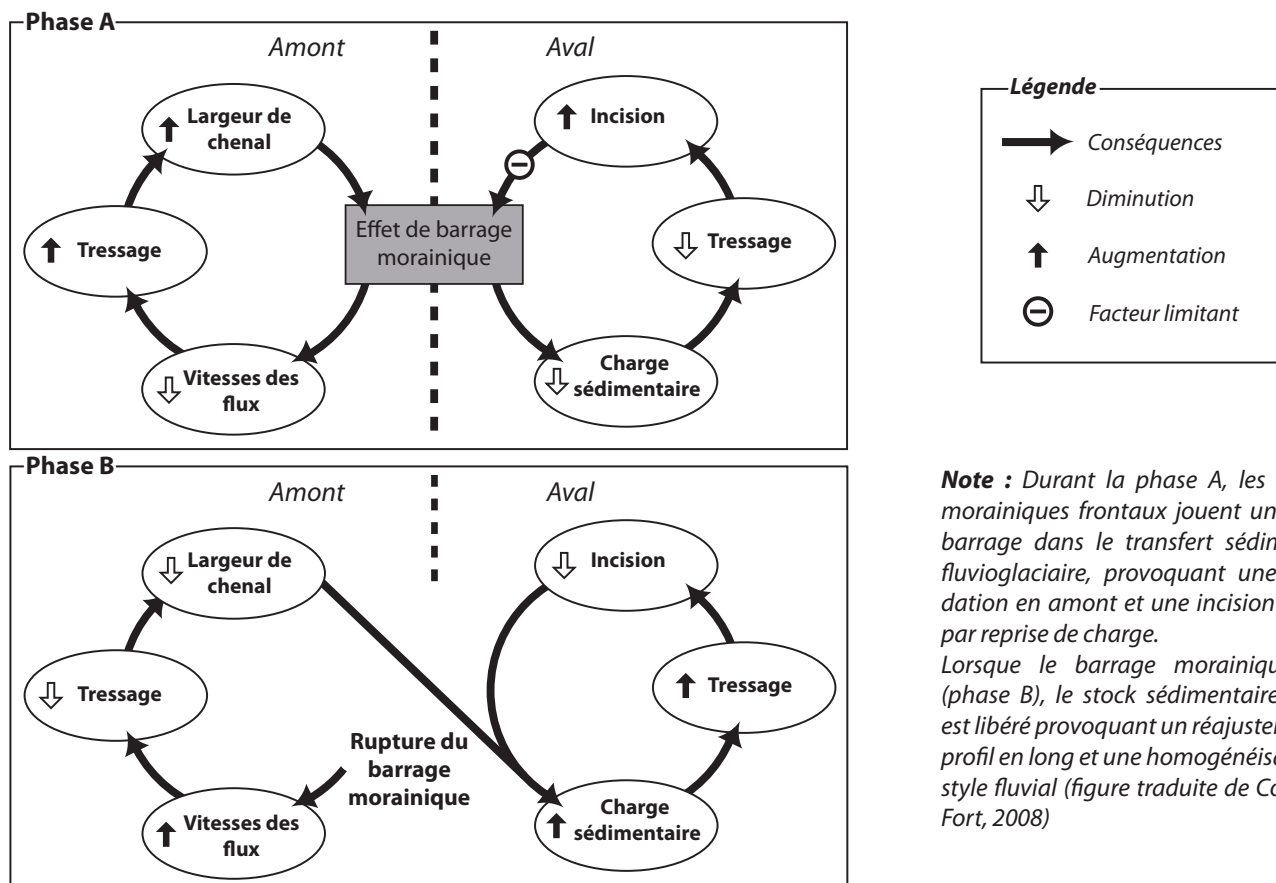 Phase A
Amont
Aval
Largeur de
chenal
Incision
Tressage
Effet de barrage
morainique
Tressage
Vitesses des
flux
Charge
sédimentaire
Phase B
Amont
Aval
Largeur de
chenal
Incision
Tressage
Tressage
Rupture du
barrage
morainique
Vitesses des
flux
Charge
sédimentaire
Légende
Conséquences
Diminution
Augmentation
Facteur limitant
Note : Durant la phase A, les
morainiques frontaux jouent un
barrage dans le transfert sédim
fluvioglaciaire, provoquant une
dation en amont et une incision
par reprise de charge.
Lorsque le barrage morainiqu
(phase B), le stock sédimentaire
est libéré provoquant un réajuste
profil en long et une homogénéis
style fluvial (figure traduite de Co
Fort, 2008)